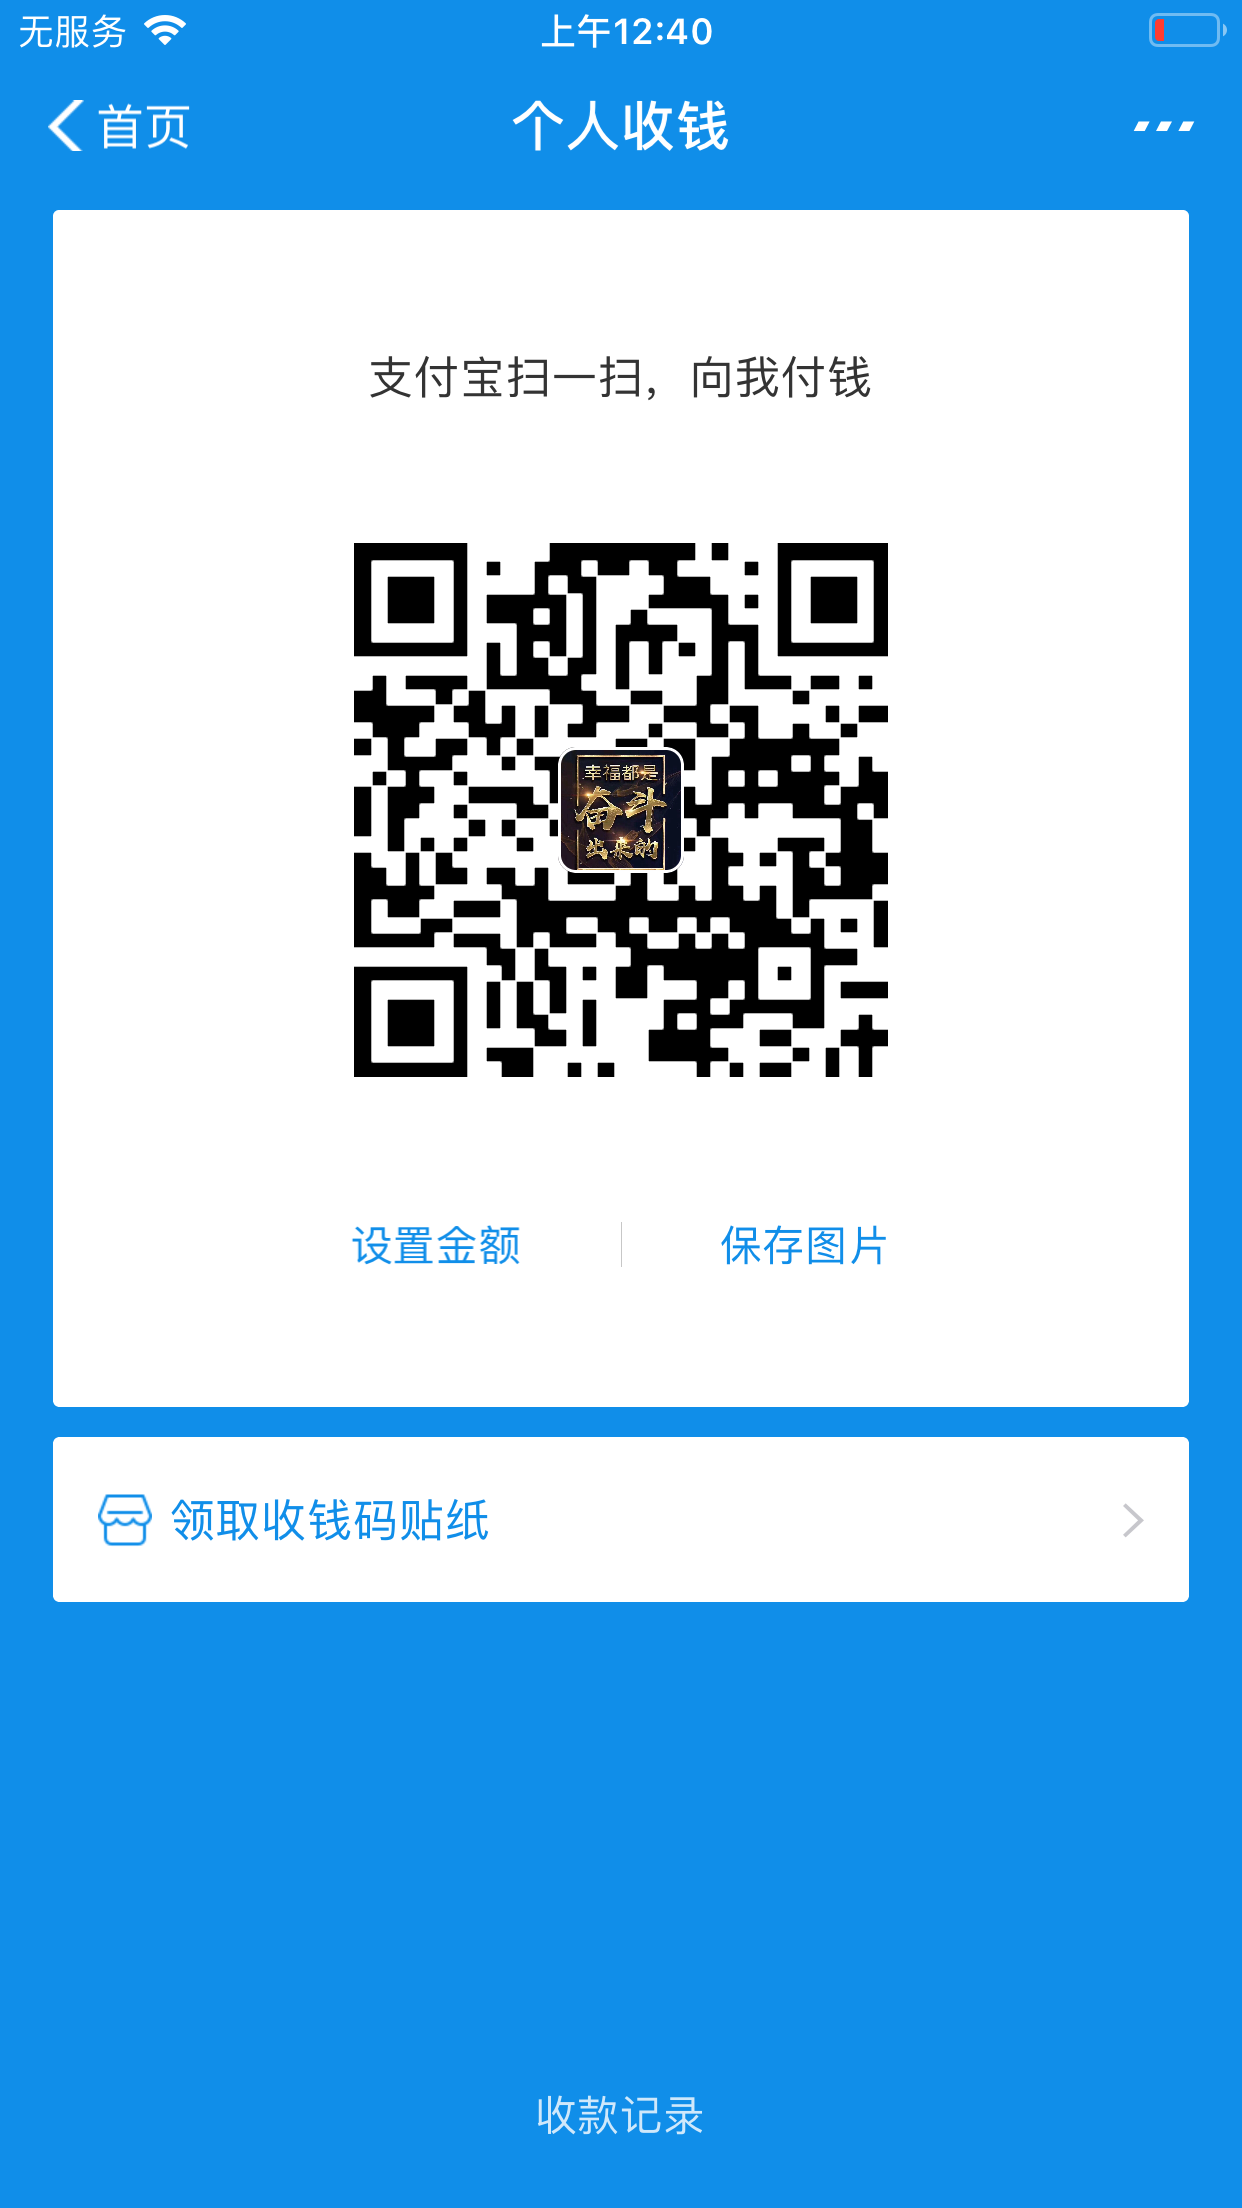 无服务
上午12:40
首页
个人收钱
支付宝扫一扫，向我付钱
幸福都是
奋斗
出来的
设置金额
保存图片
领取收钱码贴纸
收款记录